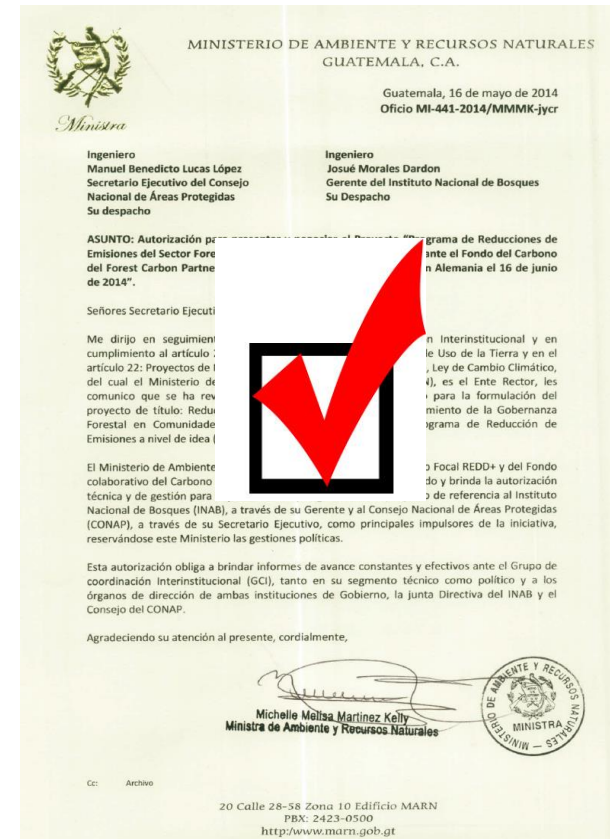 MINISTERIO DE AMBIENTE Y RECURSOS NATURALES
GUATEMALA, C.A.
Guatemala, 16 de mayo de 2014
Oficio MI-441-2014/MMMK-jycr
Ministra
Ingeniero
Manuel Benedicto Lucas López
Secretario Ejecutivo del Consejo
Nacional de Áreas Protegidas
Su despacho
Ingeniero
Josué Morales Dardon
Gerente del Instituto Nacional de Bosques
Su Despacho
ASUNTO: Autorización para presentar y negociar el Proyecto "Programa de Reducciones de
Emisiones del Sector Fore ante el Fondo del Carbono
del Forest Carbon Partne n Alemania el 16 de junio
de 2014".
Señores Secretario Ejecuti
Me dirijo en seguimient n Interinstitucional y en
cumplimiento al artículo de Uso de la Tierra y en el
artículo 22: Proyectos de , Ley de Cambio Climático,
del cual el Ministerio de ), es el Ente Rector, les
comunico que se ha rev para la formulación del
proyecto de título: Redu miento de la Gobernanza
Forestal en Comunidade grama de Reducción de
Emisiones a nivel de idea (
El Ministerio de Ambiente o Focal REDD+ y del Fondo
colaborativo del Carbono do y brinda la autorización
técnica y de gestión para o de referencia al Instituto
Nacional de Bosques (INAB), a través de su Gerente y al Consejo Nacional de Áreas Protegidas
(CONAP), a través de su Secretario Ejecutivo, como principales impulsores de la iniciativa,
reservándose este Ministerio las gestiones políticas.
Esta autorización obliga a brindar informes de avance constantes y efectivos ante el Grupo de
coordinación Interinstitucional (GCI), tanto en su segmento técnico como político y a los
órganos de dirección de ambas instituciones de Gobierno, la junta Directiva del INAB y el
Consejo del CONAP.
Agradeciendo su atención al presente, cordialmente,
Michelle Melisa Martinez Kelly
Ministra de Ambiente y Recursos Naturales
MINISTERIO DE AMBIENTE Y RECURSOS NATURALES
MINISTRA
Cc: Archivo
20 Calle 28-58 Zona 10 Edificio MARN
PBX: 2423-0500
http:/www.marn.gob.gt